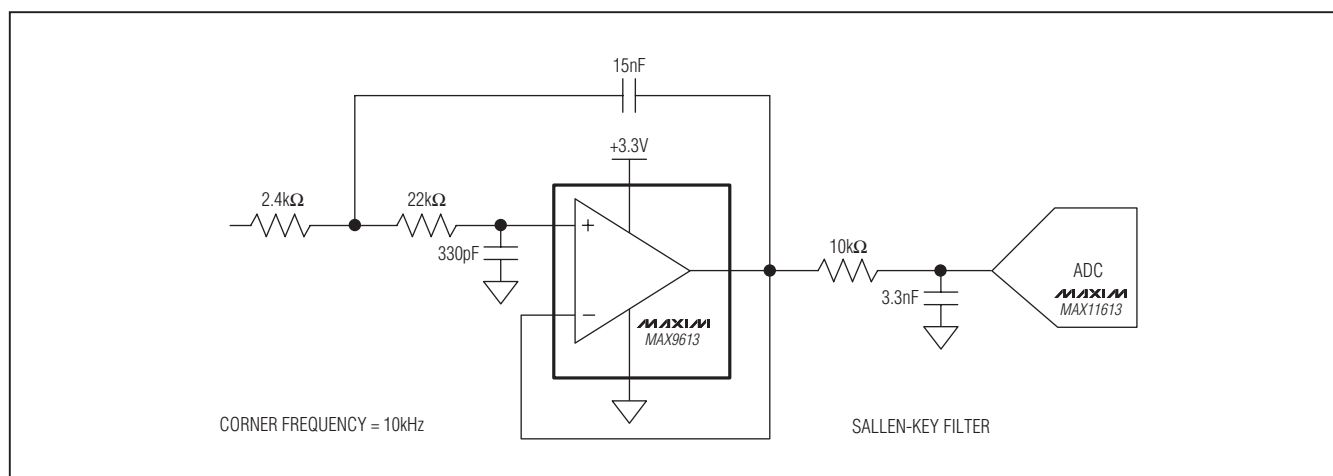 15nF
+3.3V
2.4kΩ
22kΩ
330pF
+
−
MAXIM
MAX9613
10kΩ
3.3nF
ADC
MAXIM
MAX11613
CORNER FREQUENCY = 10kHz
SALLEN-KEY FILTER